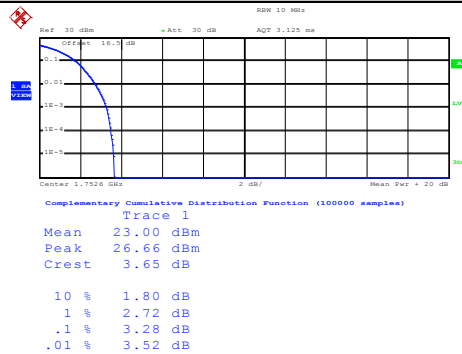 RBW 10 MHz
Ref 30 dBm Att 30 dB AQT 3.125 ms
Offset 16.5 dB
0.1
A
0.01
1 SA
VIEW
1E-3
LV
1E-4
1E-5
3D
Center 1.7526 GHz 2 dB/ Mean Pwr + 20 dB
Complementary Cumulative Distribution Function (100000 samples)
Trace 1
Mean 23.00 dBm
Peak 26.66 dBm
Crest 3.65 dB
10 % 1.80 dB
1 % 2.72 dB
.1 % 3.28 dB
.01 % 3.52 dB